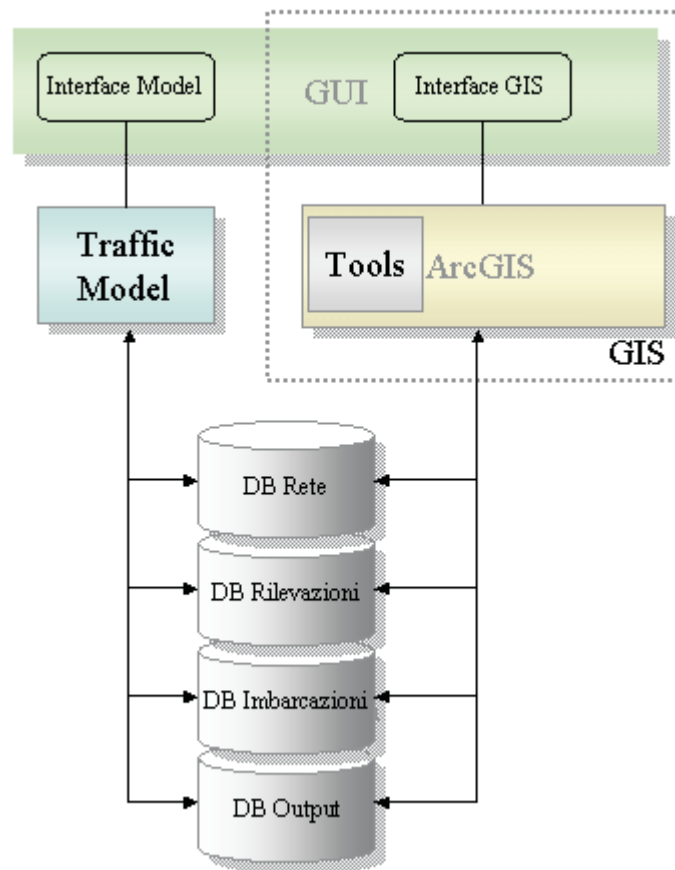 Interface Model
GUI
Interface GIS
Traffic
Model
Tools
ArcGIS
GIS
DB Rete
DB Rilevazioni
DB Imbarcazioni
DB Output